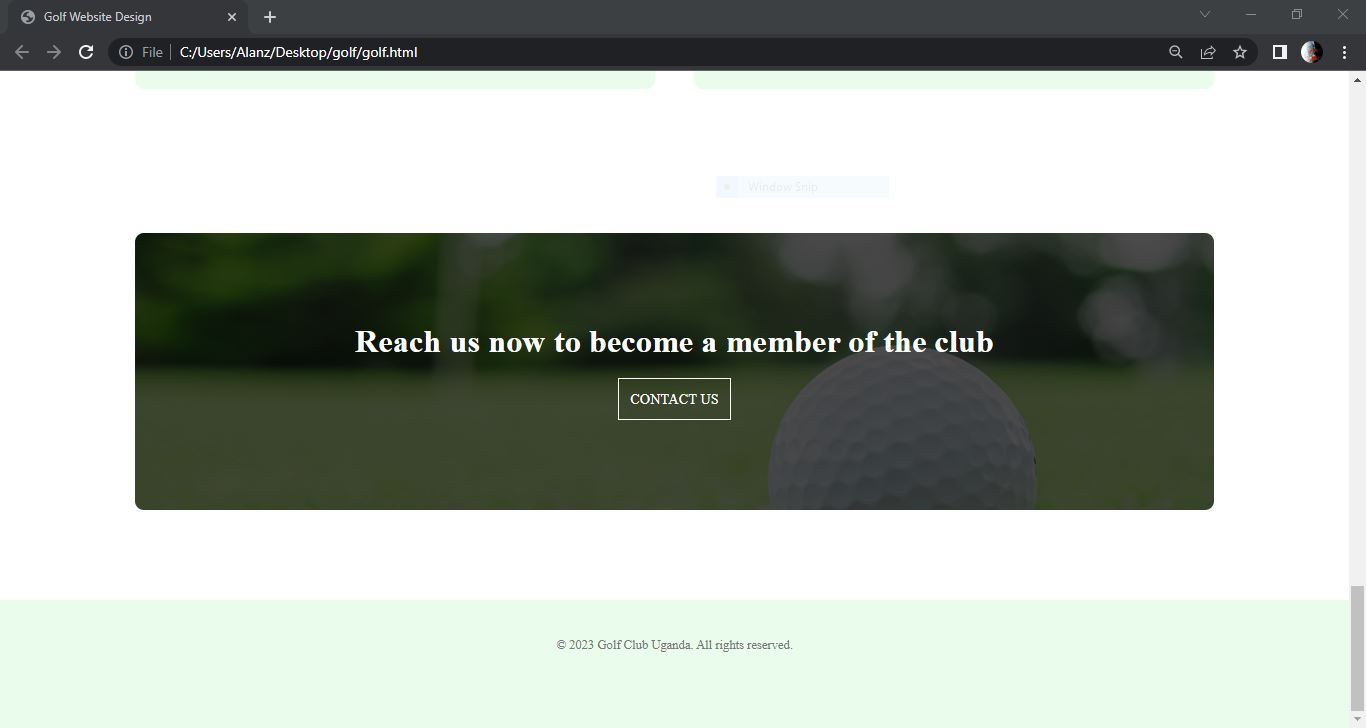 Golf Website Design
File
C:/Users/Alanz/Desktop/golf/golf.html
Window Snip
Reach us now to become a member of the club
CONTACT US
© 2023 Golf Club Uganda. All rights reserved.